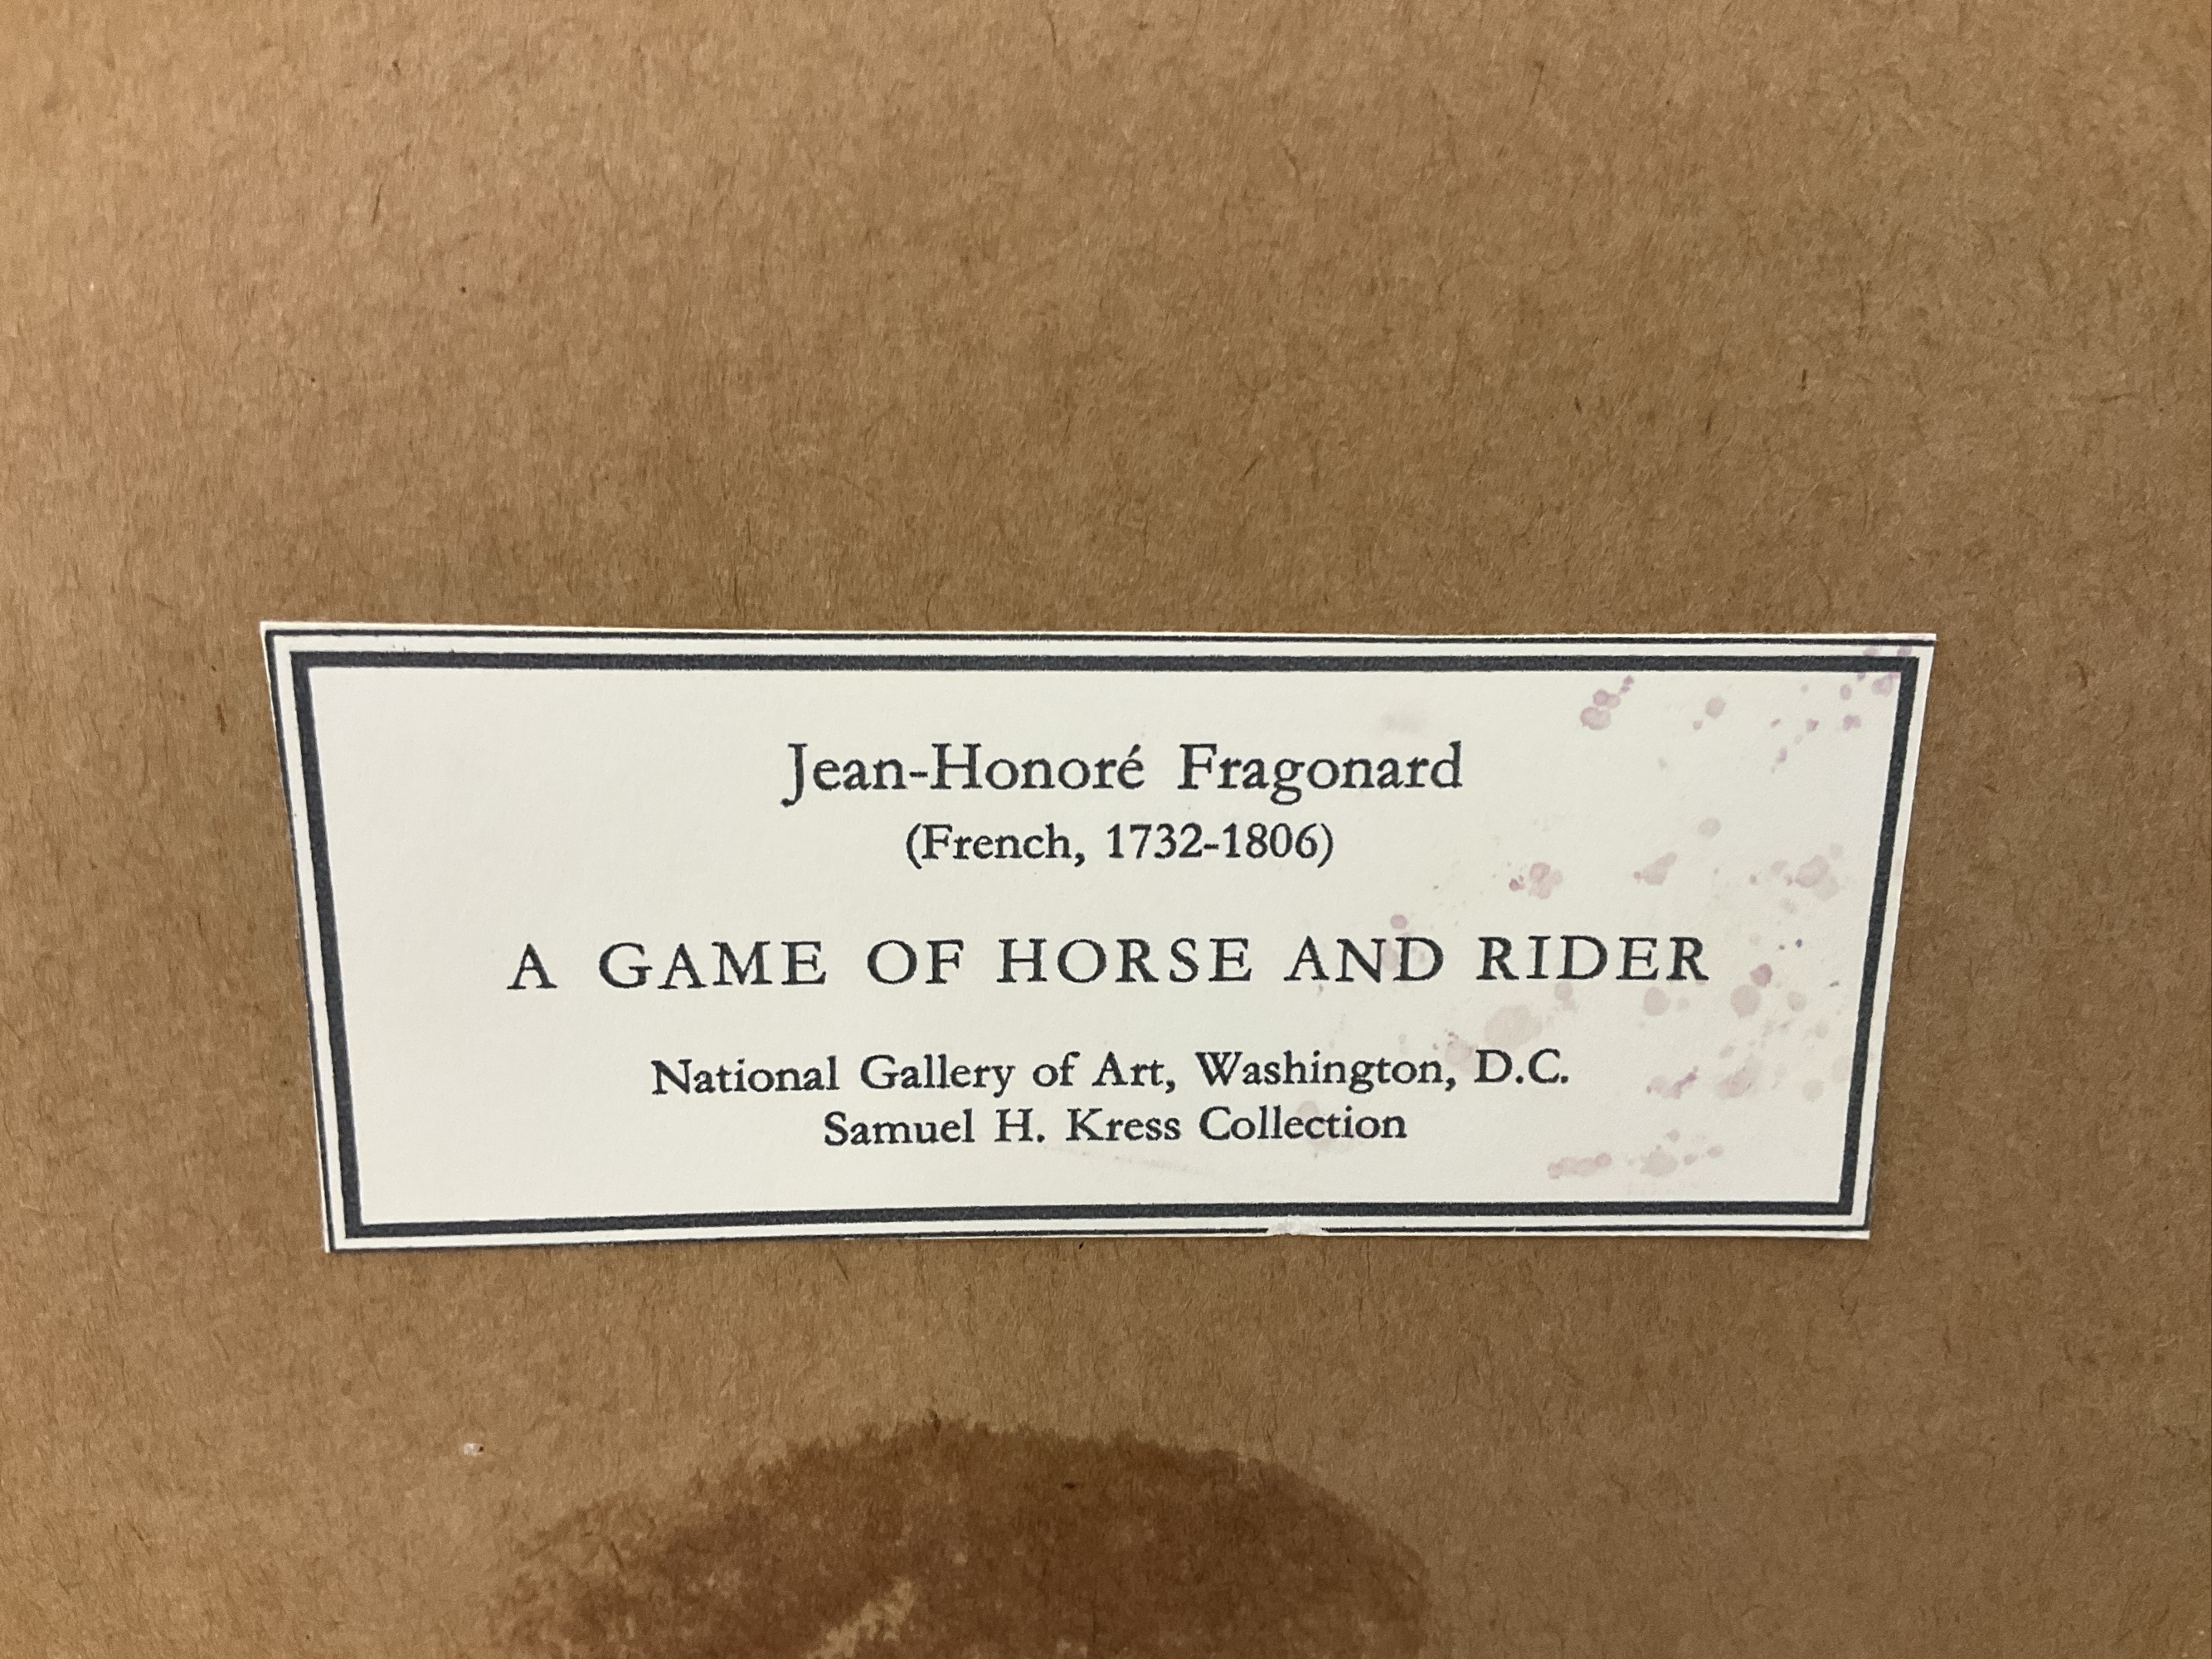 Jean-Honoré Fragonard
(French, 1732-1806)
A GAME OF HORSE AND RIDER
National Gallery of Art, Washington, D.C.
Samuel H. Kress Collection